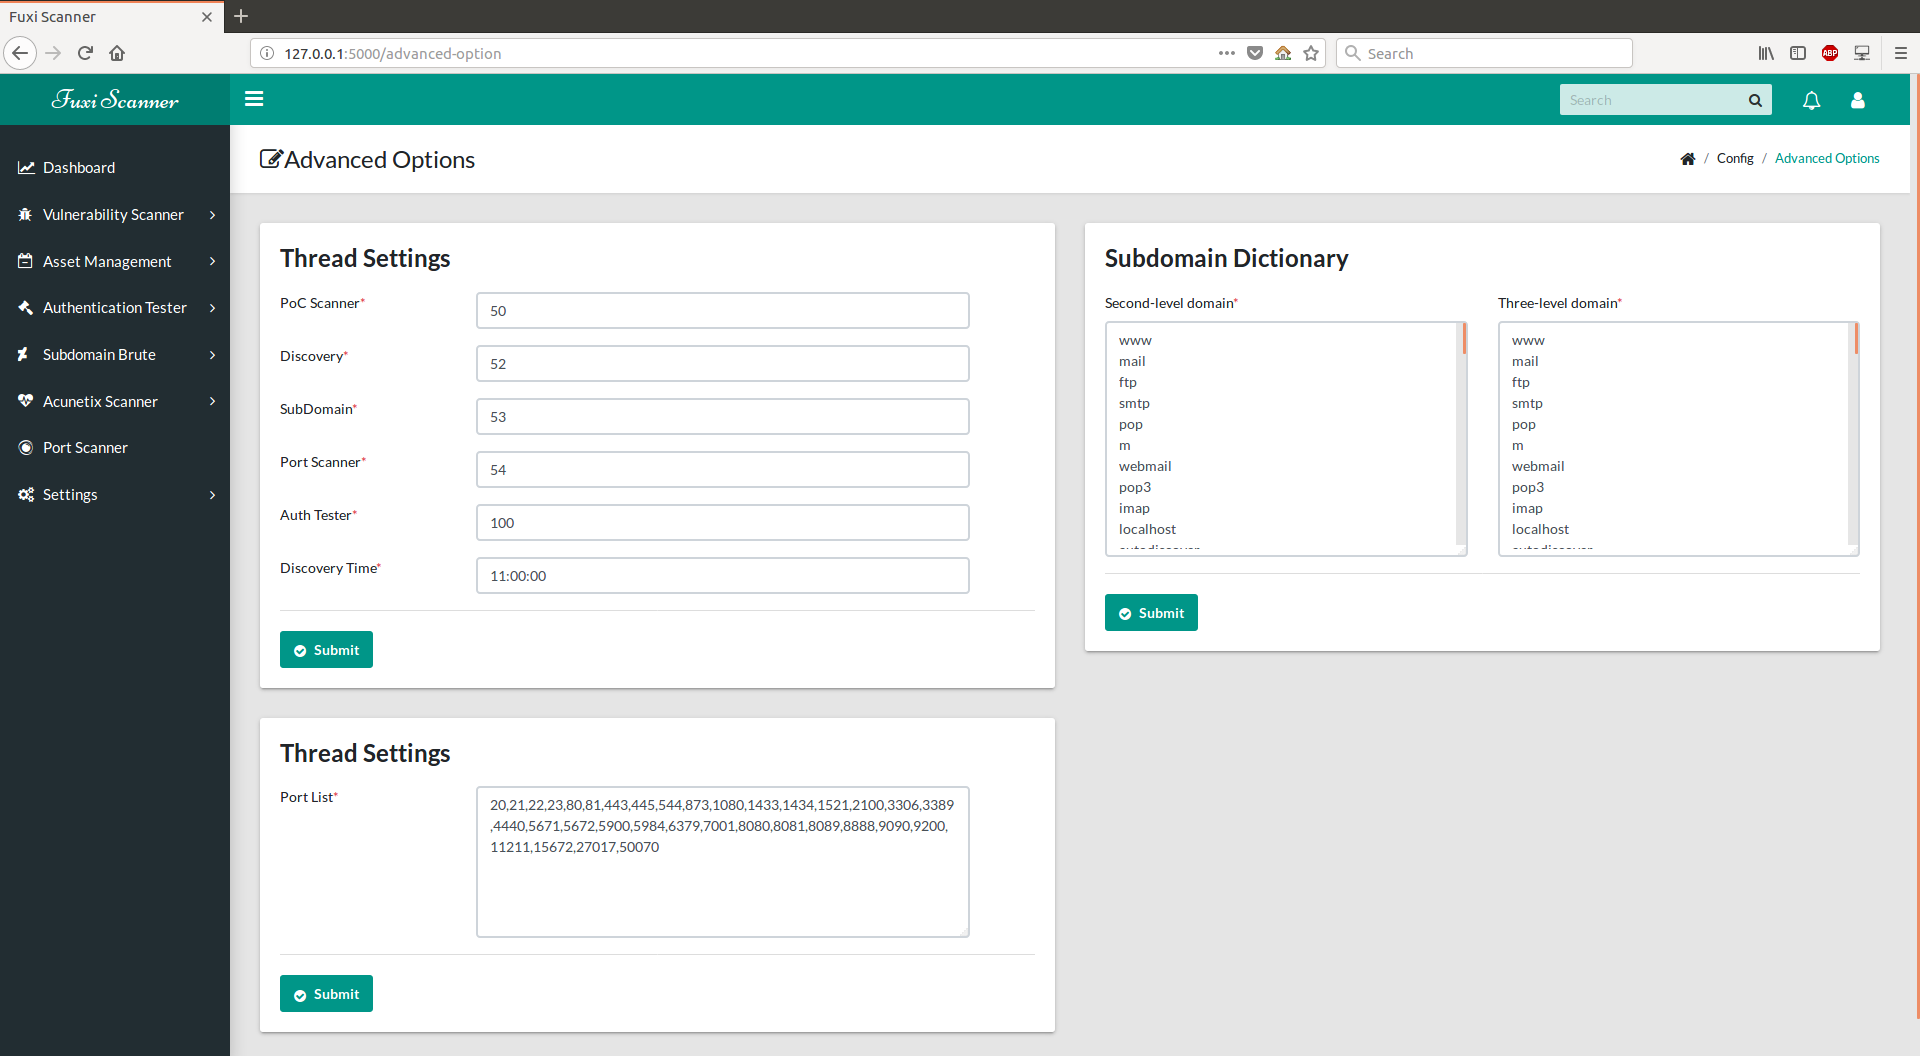 Fuxi Scanner
127.0.0.1:5000/advanced-option
Search
ABP
Fuxi Scanner
Search
Dashboard
Vulnerability Scanner
Asset Management
Authentication Tester
Subdomain Brute
Acunetix Scanner
Port Scanner
Settings
Advanced Options
/ Config / Advanced Options
Thread Settings
PoC Scanner*
50
Discovery*
52
SubDomain*
53
Port Scanner*
54
Auth Tester*
100
Discovery Time*
11:00:00
Submit
Subdomain Dictionary
Second-level domain*
www
mail
ftp
smtp
pop
m
webmail
pop3
imap
localhost
Three-level domain*
www
mail
ftp
smtp
pop
m
webmail
pop3
imap
localhost
Submit
Thread Settings
Port List*
20,21,22,23,80,81,443,445,544,873,1080,1433,1434,1521,2100,3306,3389
,4440,5671,5672,5900,5984,6379,7001,8080,8081,8089,8888,9090,9200,
11211,15672,27017,50070
Submit